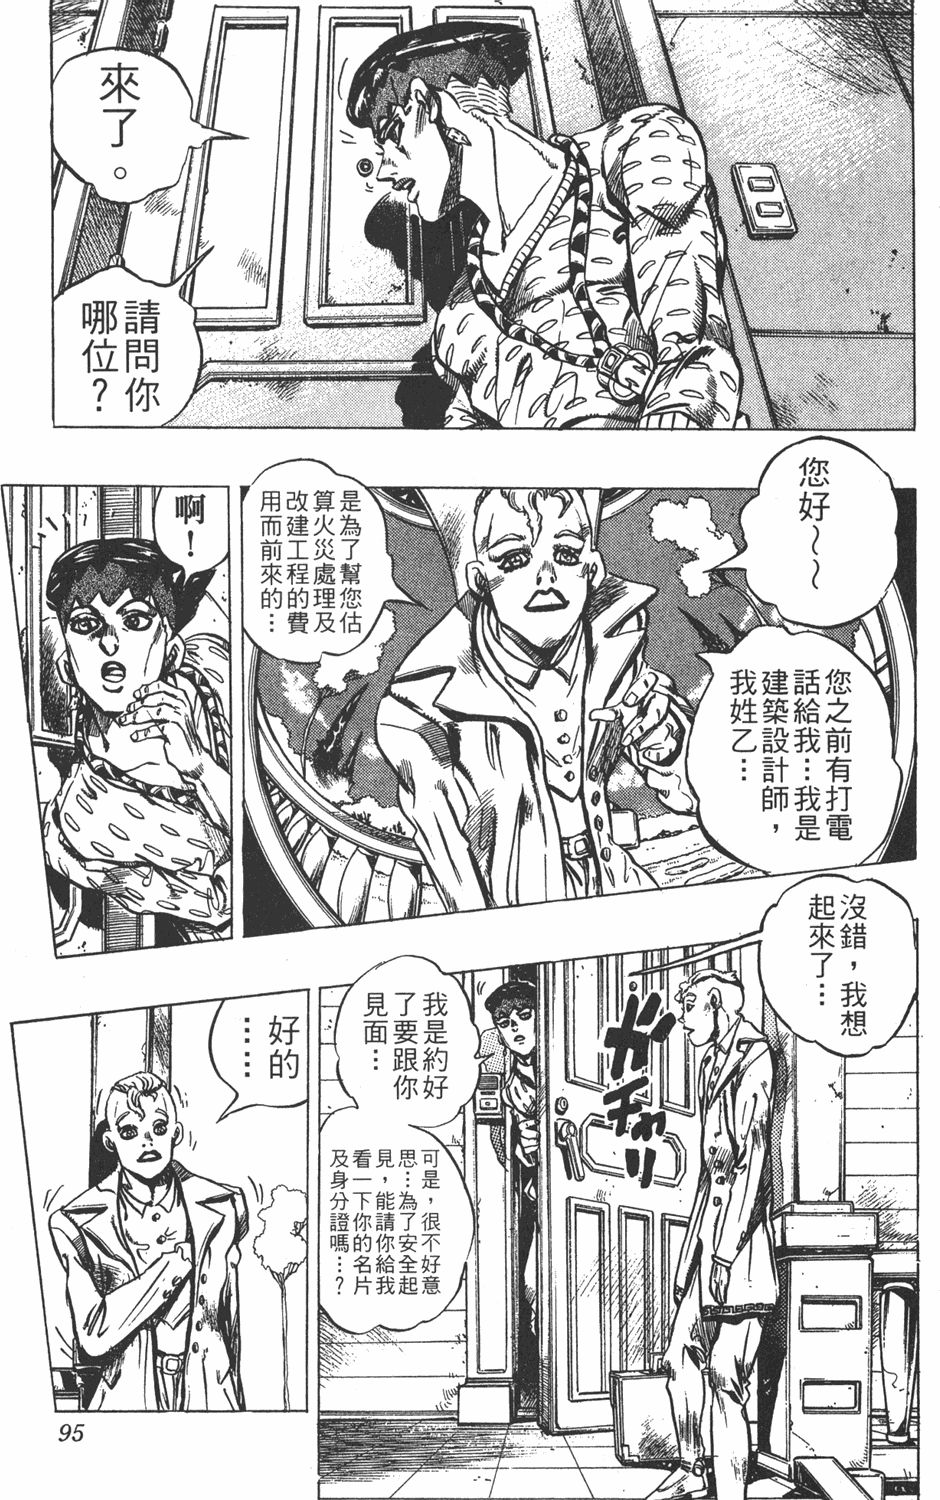 來了。
請問你
哪位？
您好～～
您之前有打電
話給我…我是
建築設計師，
我姓乙…
是為了幫您估
算火災處理及
改建工程的費
用而前來的…
啊！
沒錯，我想
起來了…
ガチャリ
我是約好
了要跟你
見面…
可是，很不好意
思…為了安全起
見，能請你給我
看一下你的名片
及身分證嗎…？
好的
……
95